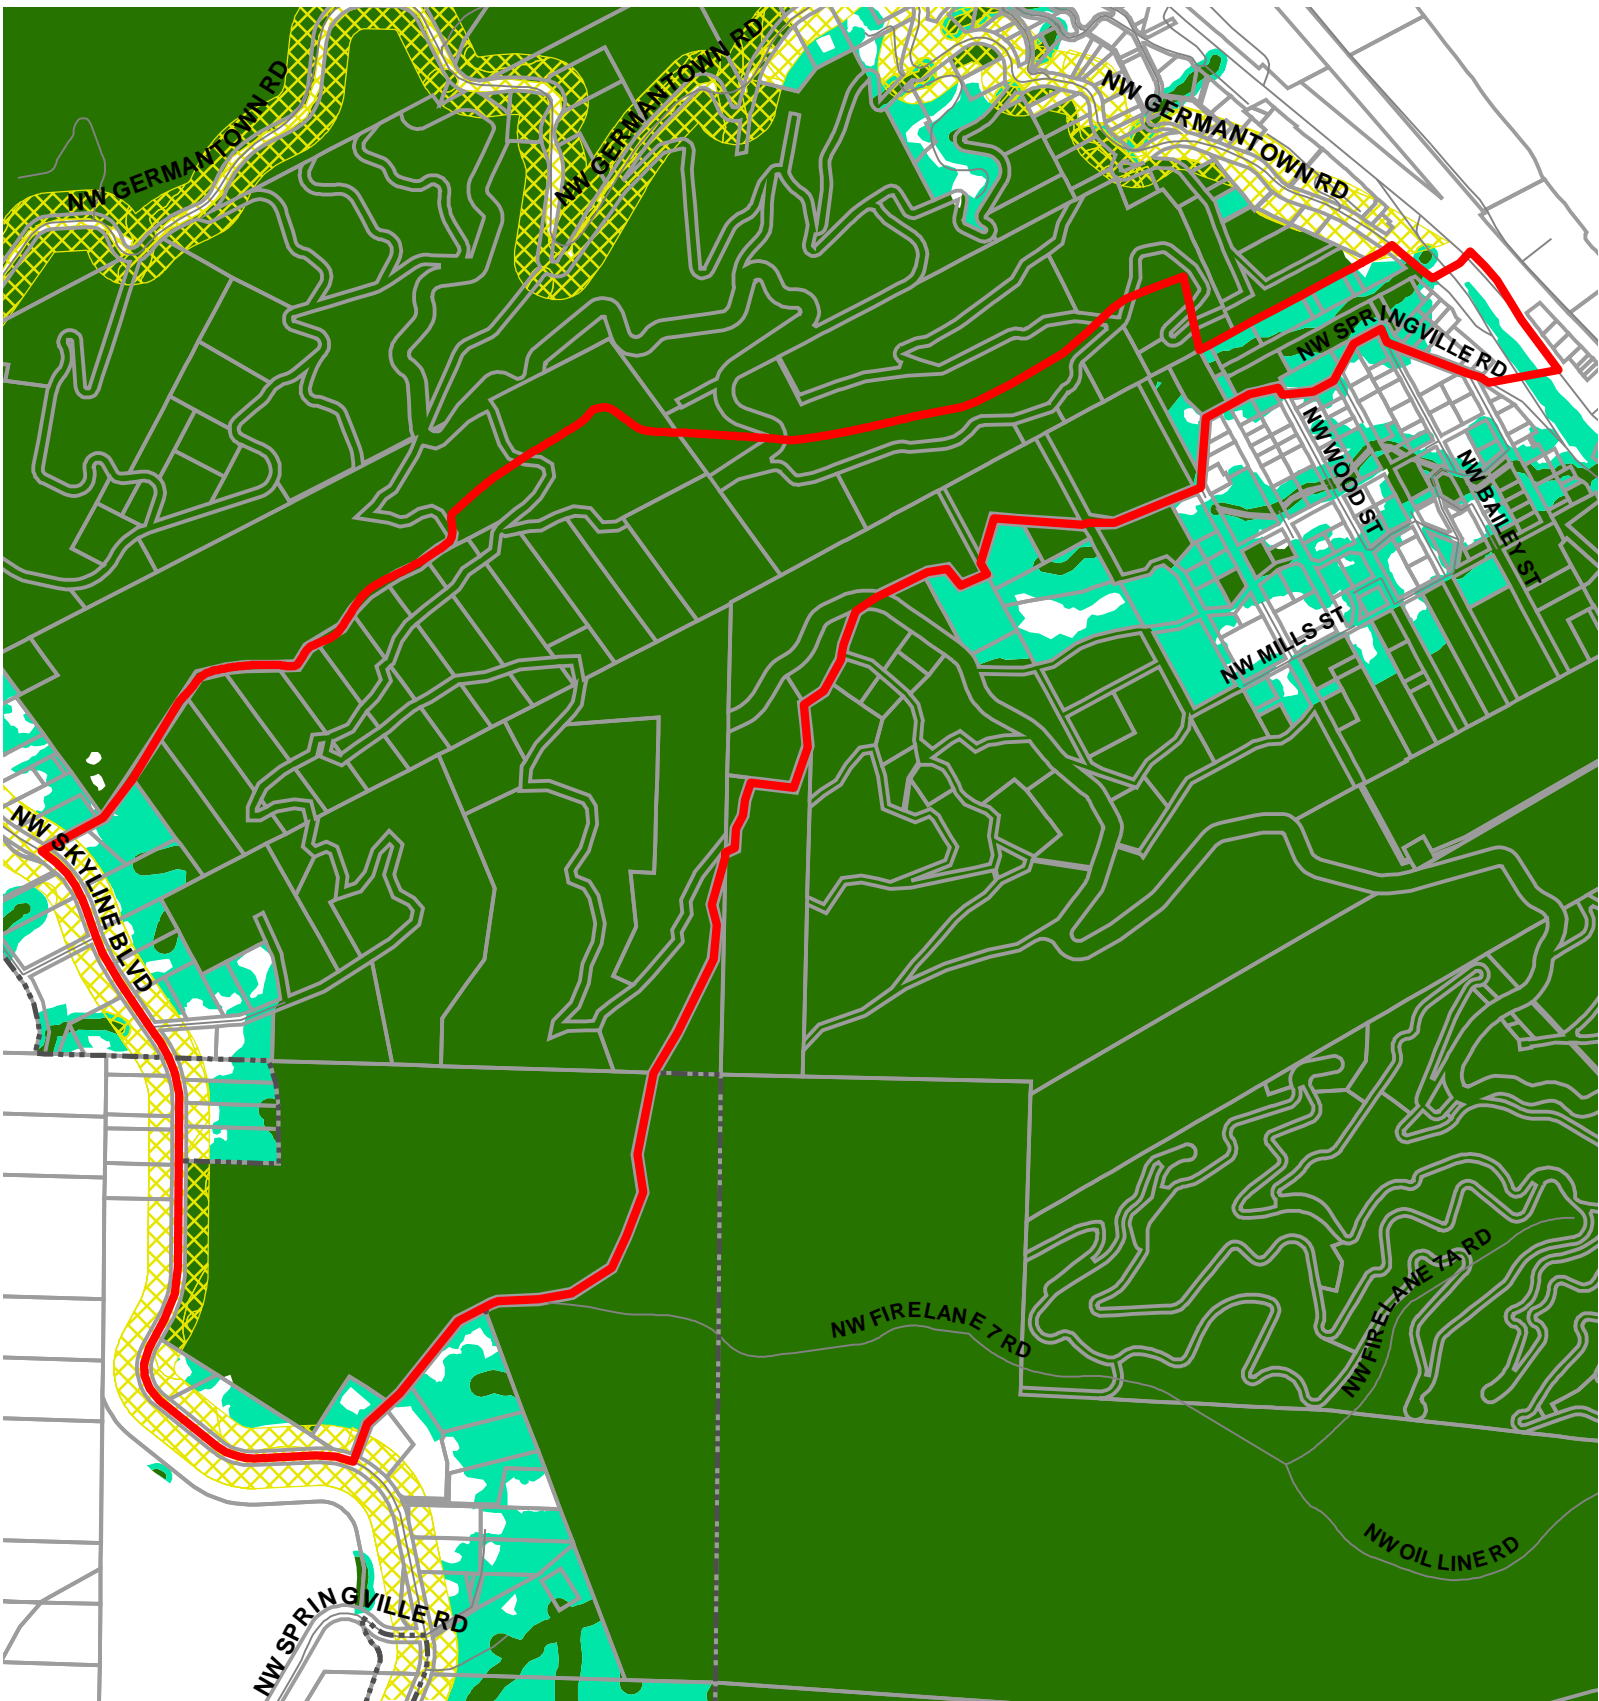 NW GERMANTOWN RD
NW GERMANTOWN RD
NW GERMANTOWN RD
NW SPRINGVILLE RD
NW WOOD ST
NW BAILEY ST
NW MILLS ST
NW SKYLINE BLVD
NW FIRELANE 7A RD
NW FIRELANE 7 RD
NW OIL LINE RD
NW SPRINGVILLE RD